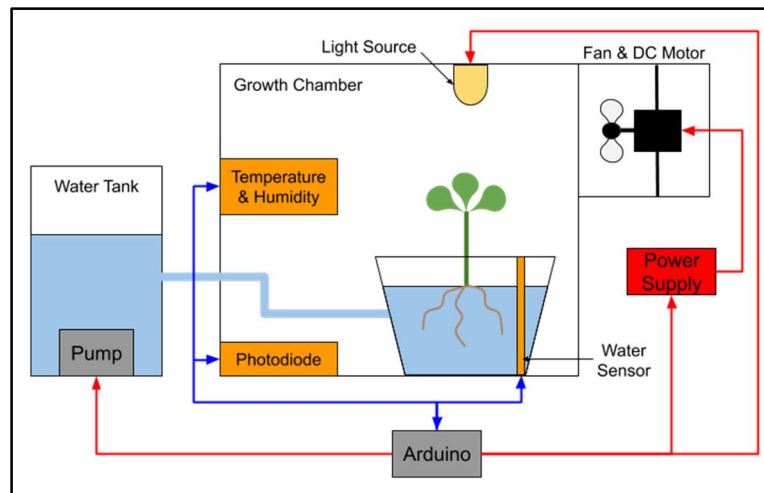 Light Source
Fan & DC Motor
Growth Chamber
Water Tank
Temperature
& Humidity
Power
Supply
Pump
Photodiode
Water
Sensor
Arduino